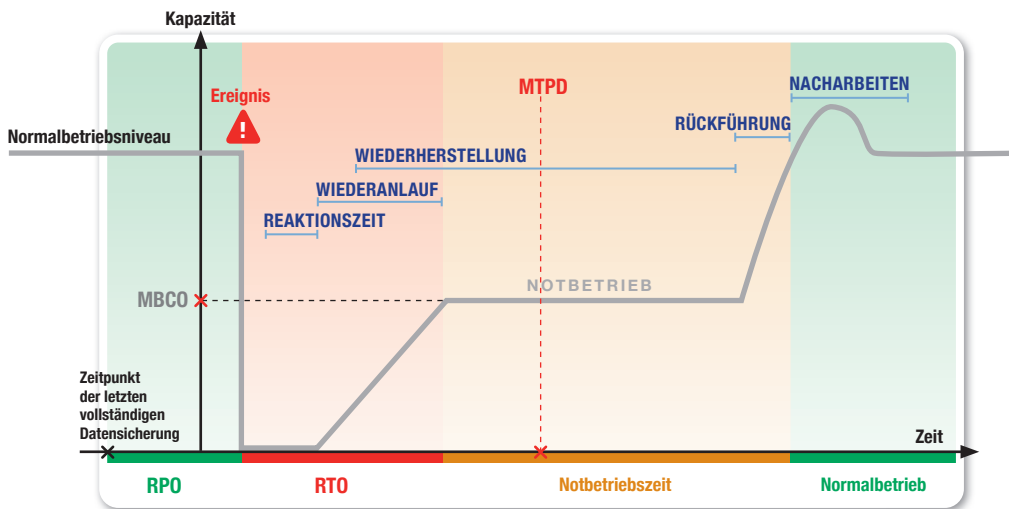 Kapazität
Ereignis
!
MTPD
NACHARBEITEN
RÜCKFÜHRUNG
Normalbetriebsniveau
WIEDERHERSTELLUNG
WIEDERANLAUF
REAKTIONSZEIT
NOTBETRIEB
MBCO
Zeitpunkt
der letzten
vollständigen
Datensicherung
Zeit
RPO
RTO
Notbetriebszeit
Normalbetrieb